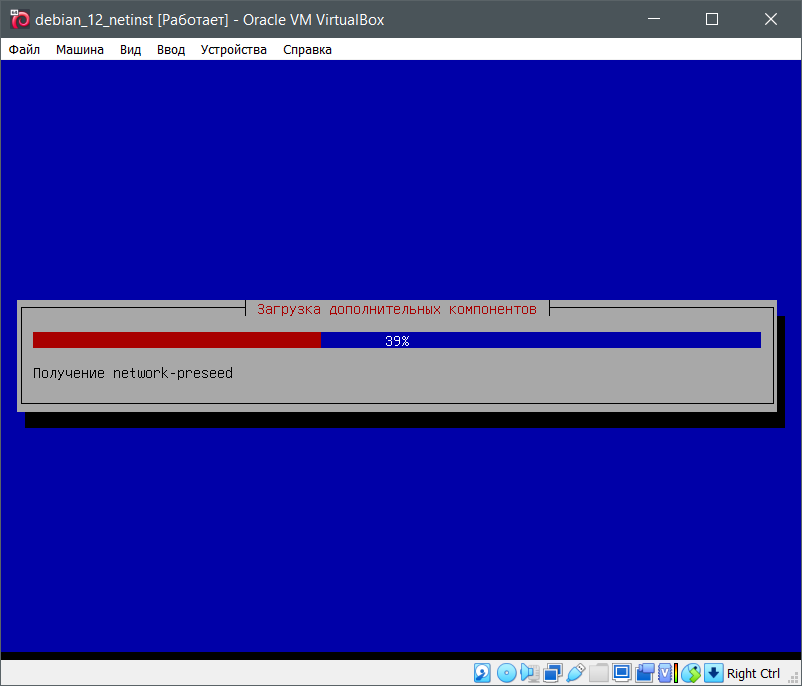 debian_12_netinst [Работает] - Oracle VM VirtualBox
Файл Машина Вид Ввод Устройства Справка
Загрузка дополнительных компонентов
39%
Получение network-preseed
Right Ctrl